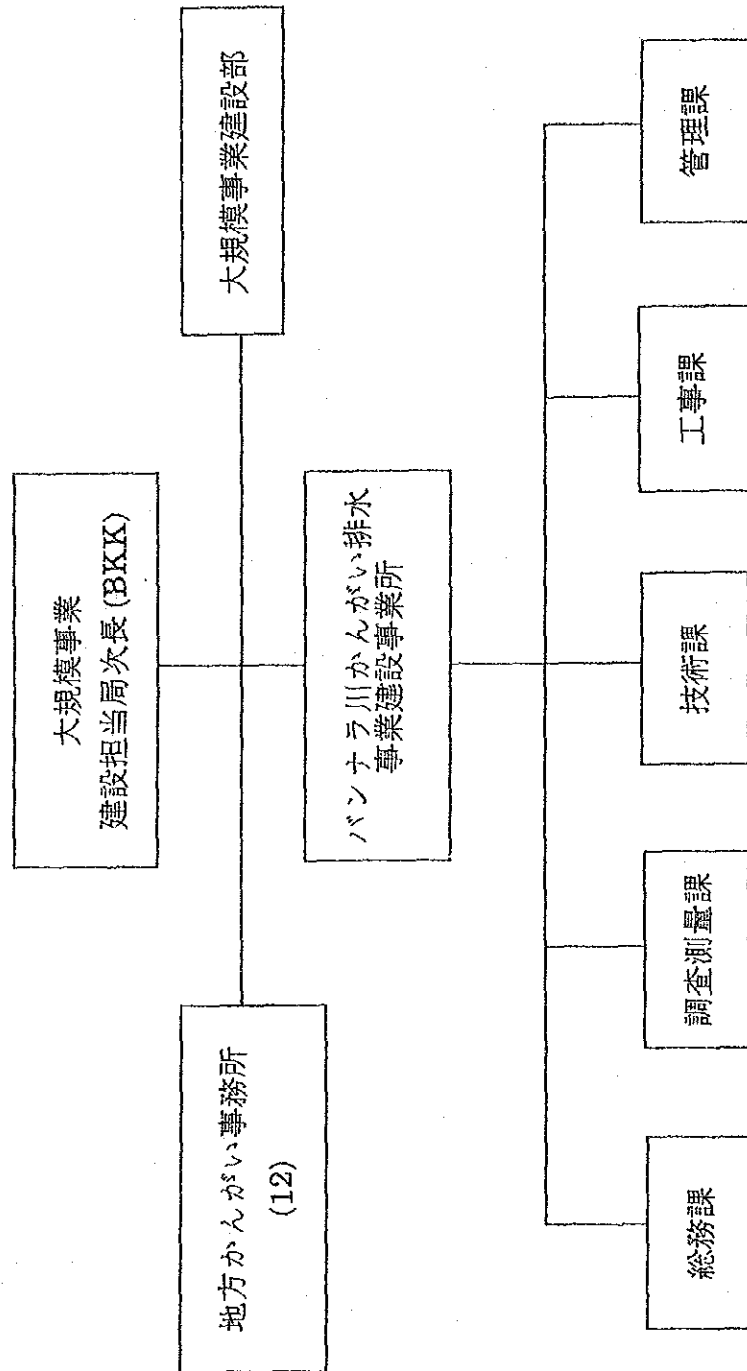 大規模事業
建設担当局次長(BKK)
地方かんがい事務所
(12)
大規模事業建設部
バンナラ川かんがい排水
事業建設事業所
総務課
調査測量課
技術課
工事課
管理課